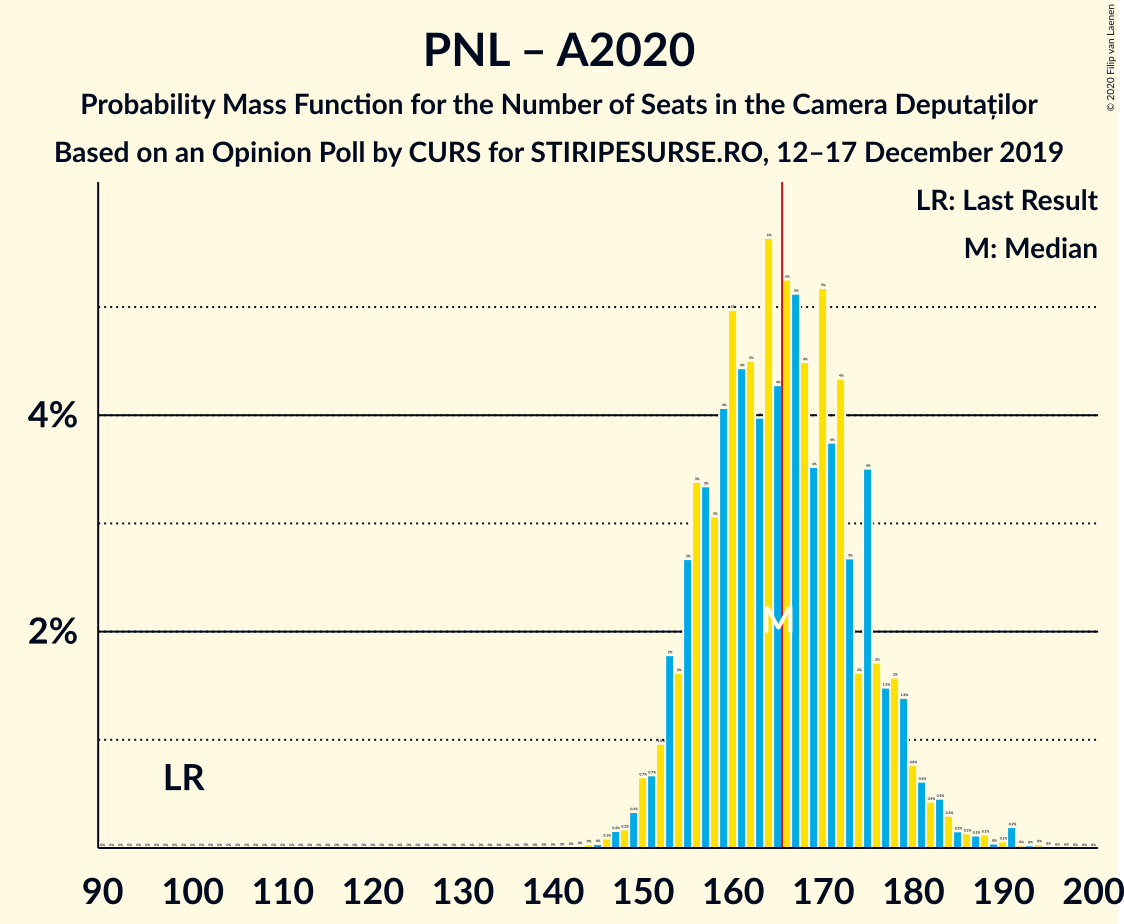 PNL – A2020
Probability Mass Function for the Number of Seats in the Camera Deputaților
Based on an Opinion Poll by CURS for STIRIPESURSE.RO, 12–17 December 2019
© 2020 Filip van Laenen
LR: Last Result
M: Median
4%
2%
M
LR
90 100 110 120 130 140 150 160 170 180 190 200